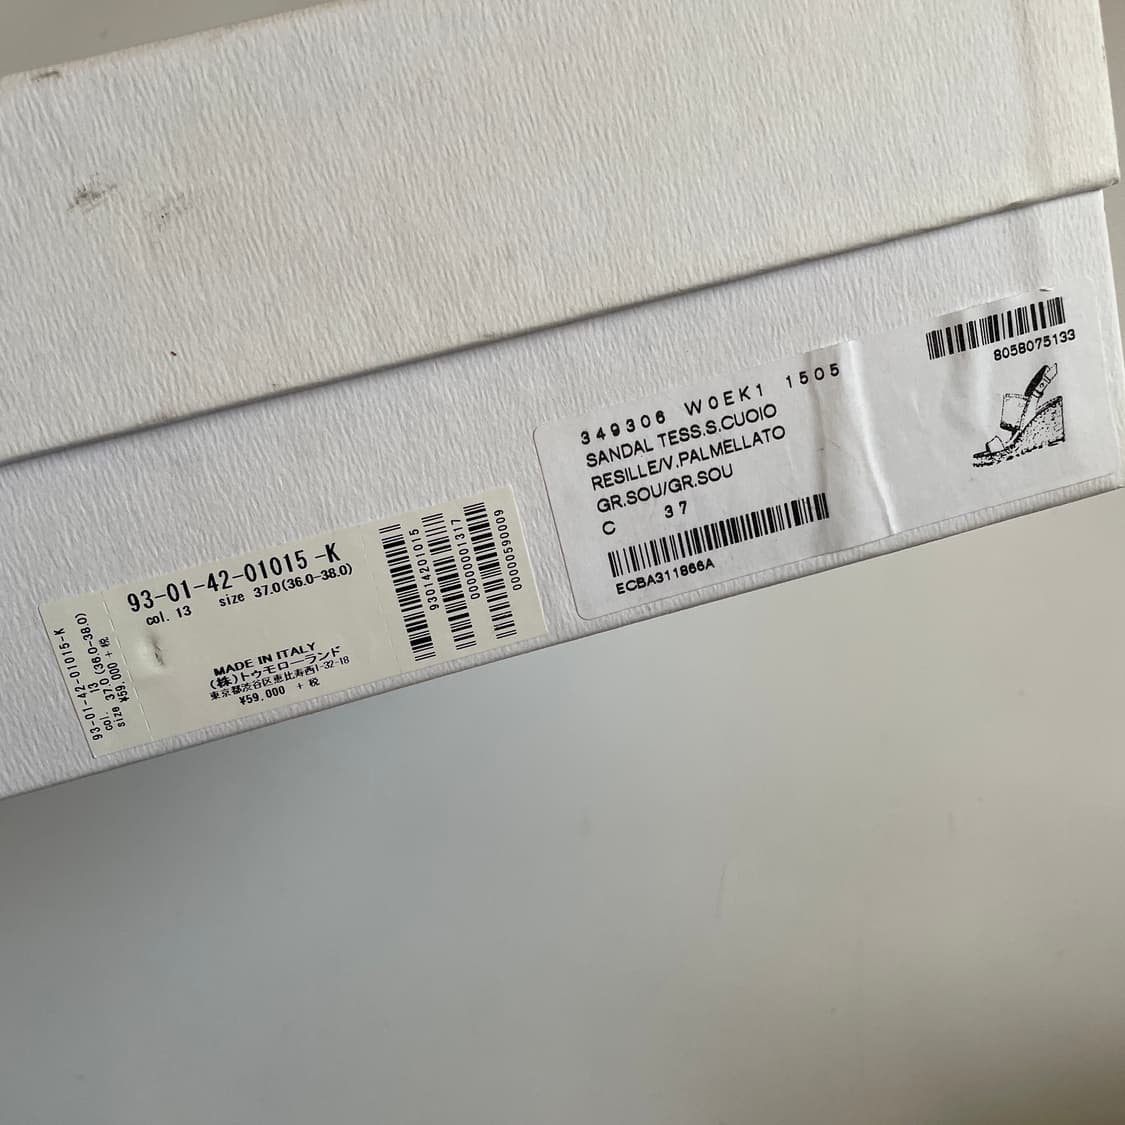 93-01-42-01015-K
col. 13
size 37.0(36.0-38.0)
¥59,000 + 税
93-01-42-01015 -K
col. 13 size 37.0(36.0-38.0)
MADE IN ITALY
(株)トゥモローランド
東京都渋谷区恵比寿西1-32-18
¥59,000 + 税
9301420101​5
0000000001317
0000590009
349306 W0EK1 1505
SANDAL TESS.S.CUOIO
RESILLE/V.PALMELLATO
GR.SOU/GR.SOU
C 37
ECBA311866A
8058075133